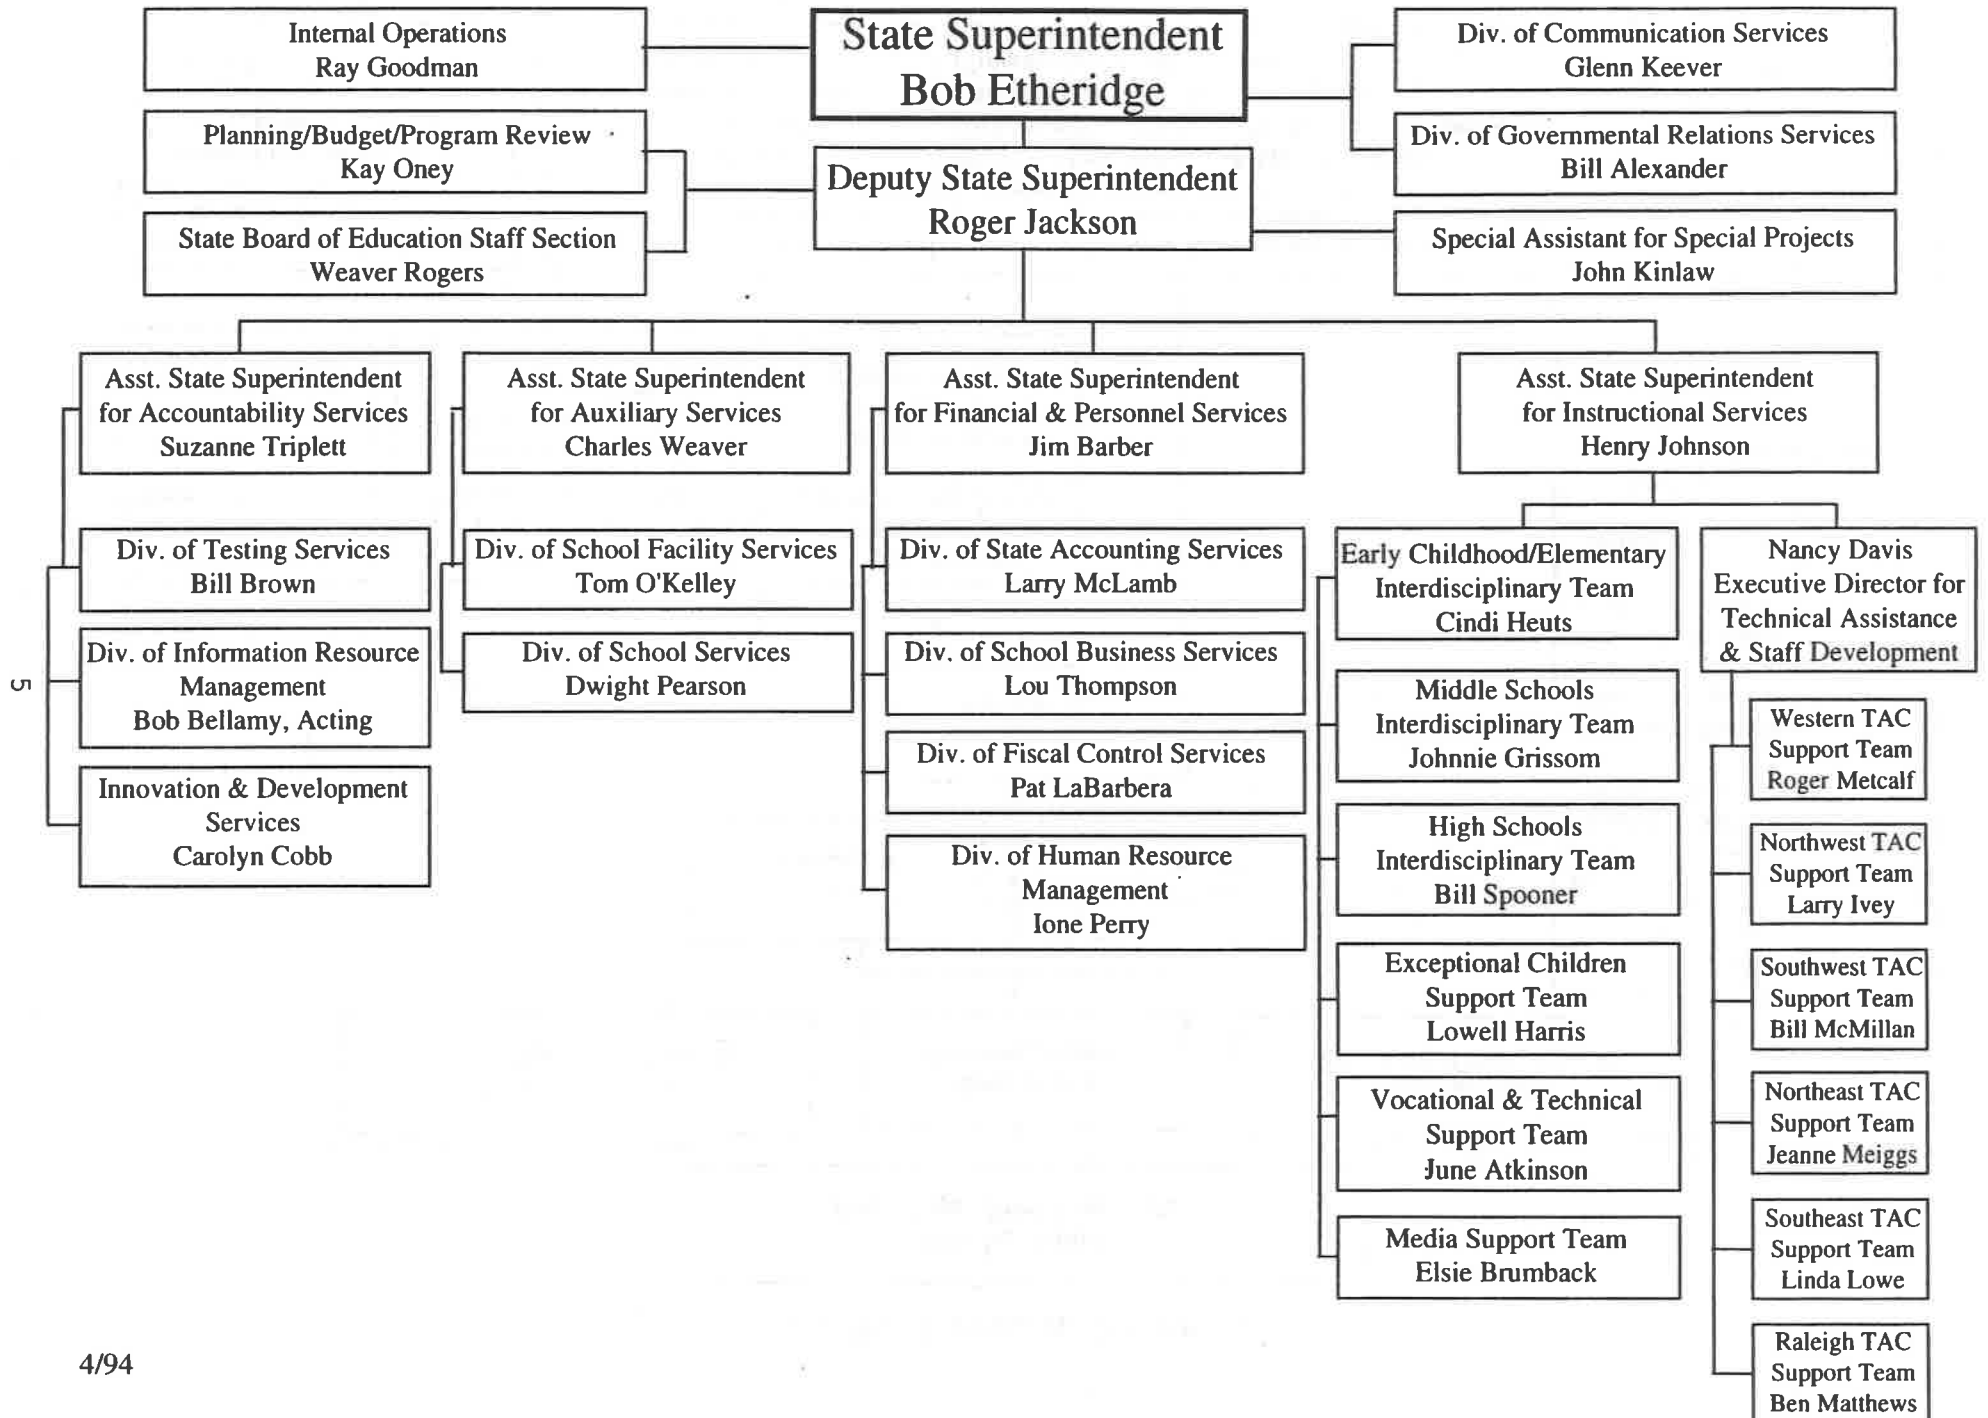 Internal Operations
Ray Goodman
State Superintendent
Bob Etheridge
Div. of Communication Services
Glenn Keever
Planning/Budget/Program Review
Kay Oney
Div. of Governmental Relations Services
Bill Alexander
Deputy State Superintendent
Roger Jackson
State Board of Education Staff Section
Weaver Rogers
Special Assistant for Special Projects
John Kinlaw
Asst. State Superintendent
for Accountability Services
Suzanne Triplett
Div. of Testing Services
Bill Brown
Div. of Information Resource
Management
Bob Bellamy, Acting
Innovation & Development
Services
Carolyn Cobb
Asst. State Superintendent
for Auxiliary Services
Charles Weaver
Div. of School Facility Services
Tom O'Kelley
Div. of School Services
Dwight Pearson
Asst. State Superintendent
for Financial & Personnel Services
Jim Barber
Div. of State Accounting Services
Larry McLamb
Div. of School Business Services
Lou Thompson
Div. of Fiscal Control Services
Pat LaBarbera
Div. of Human Resource
Management
Ione Perry
Asst. State Superintendent
for Instructional Services
Henry Johnson
Early Childhood/Elementary
Interdisciplinary Team
Cindi Heuts
Middle Schools
Interdisciplinary Team
Johnnie Grissom
High Schools
Interdisciplinary Team
Bill Spooner
Exceptional Children
Support Team
Lowell Harris
Vocational & Technical
Support Team
June Atkinson
Media Support Team
Elsie Brumback
Nancy Davis
Executive Director for
Technical Assistance
& Staff Development
Western TAC
Support Team
Roger Metcalf
Northwest TAC
Support Team
Larry Ivey
Southwest TAC
Support Team
Bill McMillan
Northeast TAC
Support Team
Jeanne Meiggs
Southeast TAC
Support Team
Linda Lowe
Raleigh TAC
Support Team
Ben Matthews
5
4/94